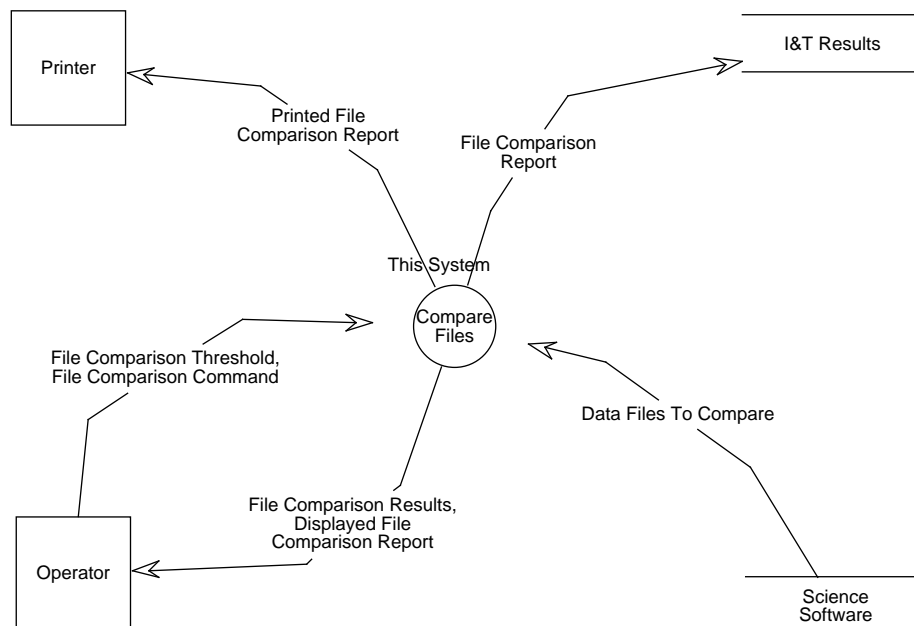 Printer
I&T Results
Printed File
Comparison Report
File Comparison
Report
This System
Compare
Files
File Comparison Threshold,
File Comparison Command
Data Files To Compare
File Comparison Results,
Displayed File
Comparison Report
Operator
Science
Software